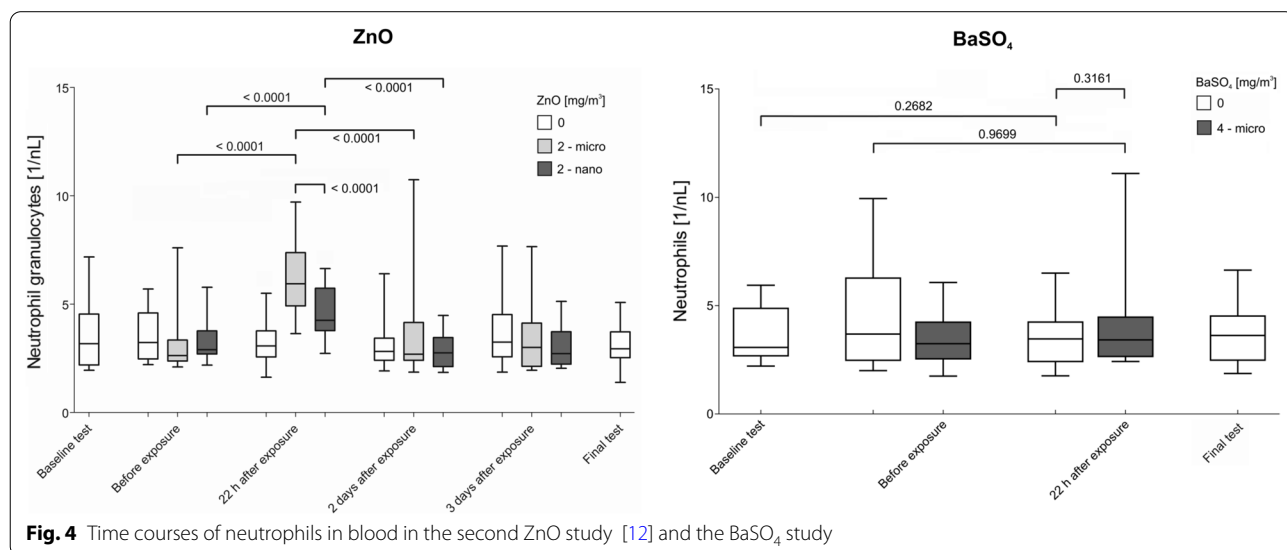 ZnO
Neutrophil granulocytes [1/nL]
15
10
5
0
< 0.0001
< 0.0001
< 0.0001
< 0.0001
< 0.0001
ZnO [mg/m³]
0
2 - micro
2 - nano
Baseline test
Before exposure
22 h after exposure
2 days after exposure
3 days after exposure
Final test
BaSO₄
Neutrophils [1/nL]
15
10
5
0
0.3161
0.2682
0.9699
BaSO₄ [mg/m³]
0
4 - micro
Baseline test
Before exposure
22 h after exposure
Final test
Fig. 4 Time courses of neutrophils in blood in the second ZnO study [12] and the BaSO₄ study